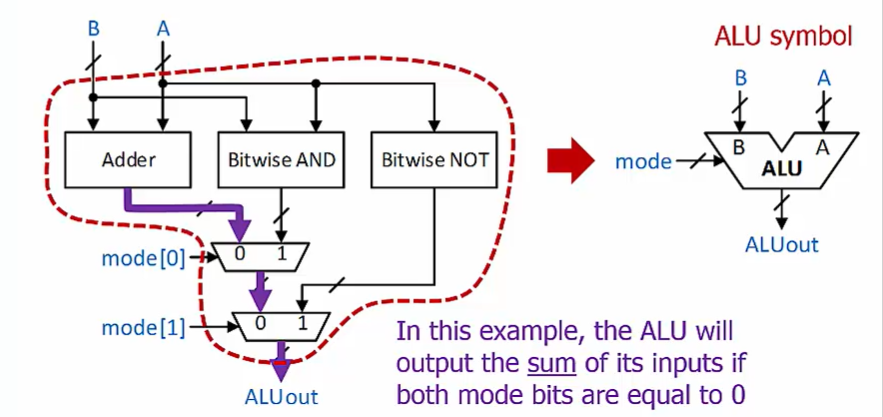 B
A
ALU symbol
B
A
Adder
Bitwise AND
Bitwise NOT
mode
B
A
ALU
mode[0]
0
1
ALUout
mode[1]
0
1
In this example, the ALU will
output the sum of its inputs if
both mode bits are equal to 0
ALUout